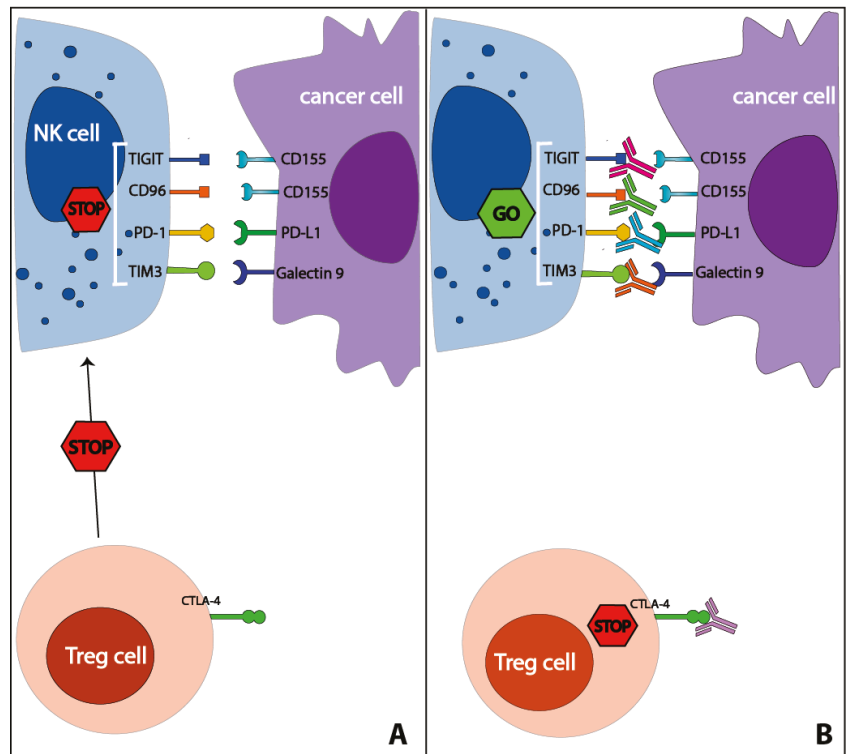 cancer cell
NK cell
TIGIT
CD155
CD96
CD155
STOP
PD-1
PD-L1
TIM3
Galectin 9
STOP
CTLA-4
Treg cell
A
cancer cell
TIGIT
CD155
CD96
CD155
GO
PD-1
PD-L1
TIM3
Galectin 9
CTLA-4
STOP
Treg cell
B